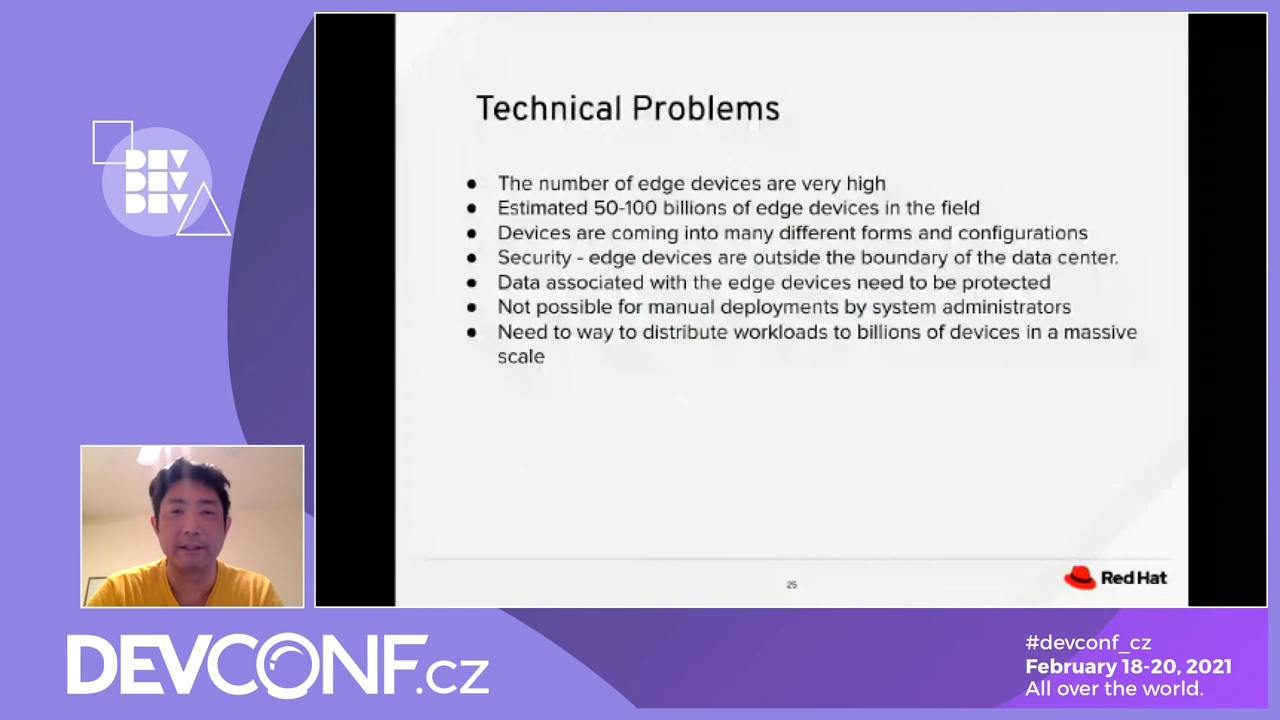 DEV
DEV
DEV
Technical Problems
● The number of edge devices are very high
● Estimated 50-100 billions of edge devices in the field
● Devices are coming into many different forms and configurations
● Security - edge devices are outside the boundary of the data center.
● Data associated with the edge devices need to be protected
● Not possible for manual deployments by system administrators
● Need to way to distribute workloads to billions of devices in a massive
scale
25
Red Hat
DEVCONF.cz
#devconf_cz
February 18-20, 2021
All over the world.